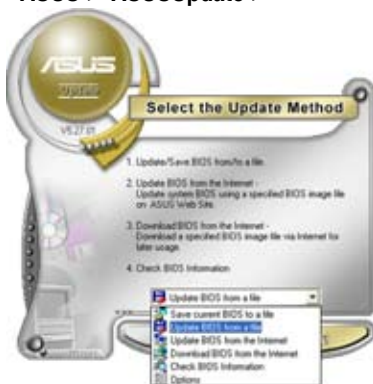 ASUS
Update
V5.27.01
Select the Update Method
1. Update/Save BIOS from/to a file
2. Update BIOS from the Internet -
Update system BIOS using a specified BIOS image file
on ASUS Web Site.
3. Download BIOS from the Internet -
Download a specified BIOS image file via Internet for
later usage.
4. Check BIOS Information
Update BIOS from a file
Save current BIOS to a file
Update BIOS from a file
Update BIOS from the Internet
Download BIOS from the Internet
Check BIOS Information
Options